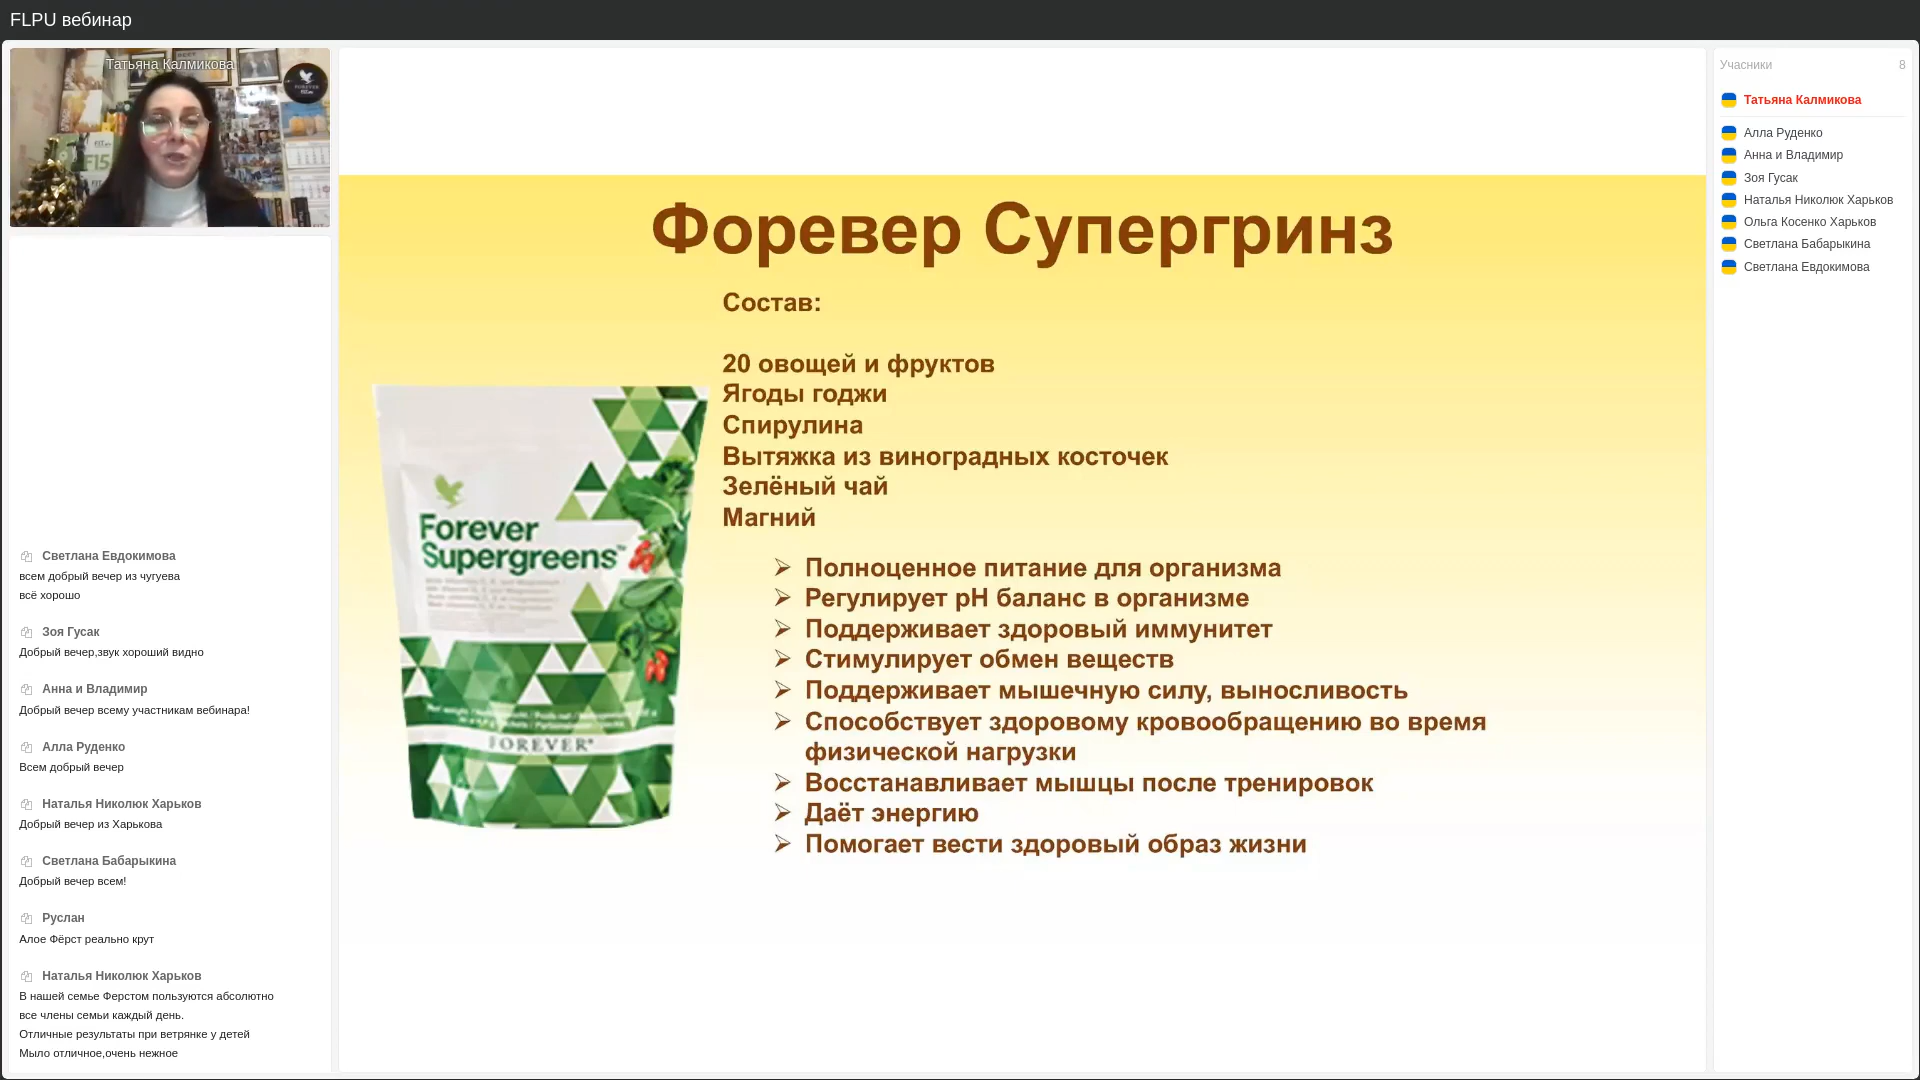 FLPU вебинар
Татьяна Калмикова
FOREVER
F15
Светлана Евдокимова
всем добрый вечер из чугуева
всё хорошо
Зоя Гусак
Добрый вечер,звук хороший видно
Анна и Владимир
Добрый вечер всему участникам вебинара!
Алла Руденко
Всем добрый вечер
Наталья Николюк Харьков
Добрый вечер из Харькова
Светлана Бабарыкина
Добрый вечер всем!
Руслан
Алое Фёрст реально крут
Наталья Николюк Харьков
В нашей семье Ферстом пользуются абсолютно
все члены семьи каждый день.
Отличные результаты при ветрянке у детей
Мыло отличное,очень нежное
Форевер Супергринз
Состав:
20 овощей и фруктов
Ягоды годжи
Спирулина
Вытяжка из виноградных косточек
Зелёный чай
Магний
Полноценное питание для организма
Регулирует pH баланс в организме
Поддерживает здоровый иммунитет
Стимулирует обмен веществ
Поддерживает мышечную силу, выносливость
Способствует здоровому кровообращению во время
физической нагрузки
Восстанавливает мышцы после тренировок
Даёт энергию
Помогает вести здоровый образ жизни
Forever
Supergreens™
FOREVER®
Учасники 8
Татьяна Калмикова
Алла Руденко
Анна и Владимир
Зоя Гусак
Наталья Николюк Харьков
Ольга Косенко Харьков
Светлана Бабарыкина
Светлана Евдокимова